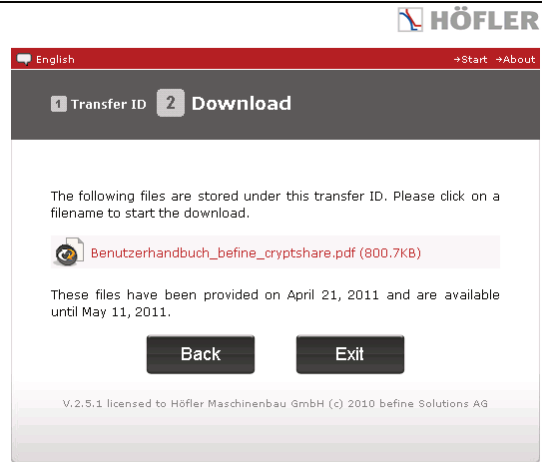 HÖFLER
English →Start →About
1 Transfer ID 2 Download
The following files are stored under this transfer ID. Please click on a
filename to start the download.
Benutzerhandbuch_befine_cryptshare.pdf (800.7KB)
These files have been provided on April 21, 2011 and are available
until May 11, 2011.
Back Exit
V.2.5.1 licensed to Höfler Maschinenbau GmbH (c) 2010 befine Solutions AG